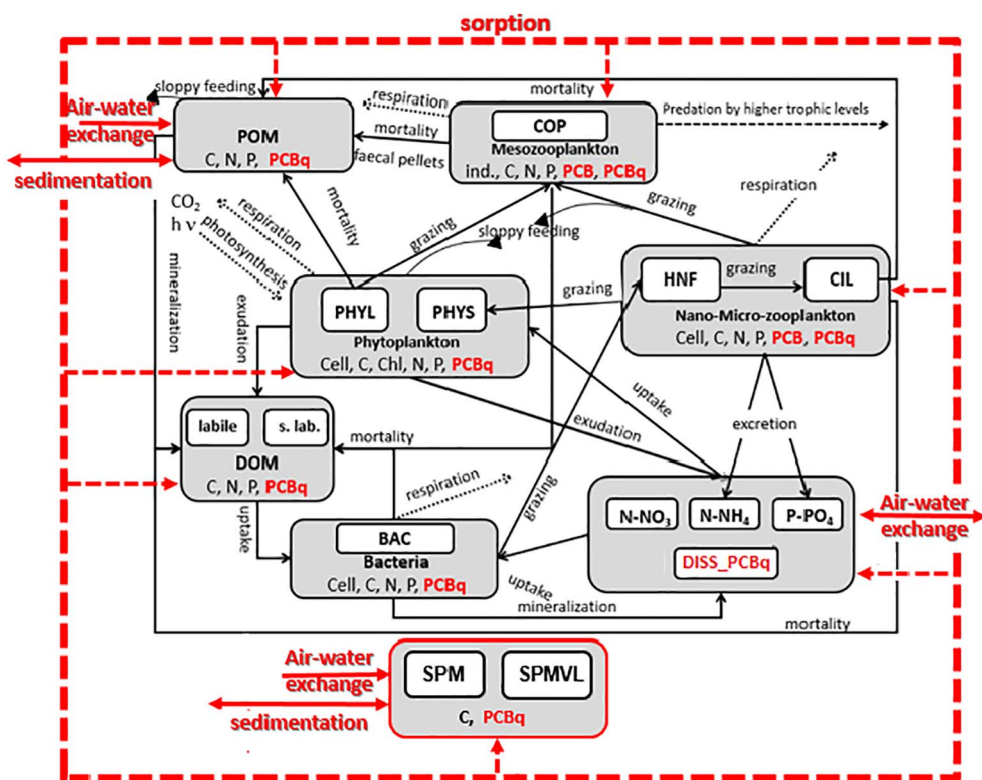 sorption
sloppy feeding
Air-water
exchange
sedimentation
POM
C, N, P, PCBq
respiration
mortality
mortality
faecal pellets
COP
Mesozooplankton
ind., C, N, P, PCB, PCBq
Predation by higher trophic levels
CO2
h ν
respiration
photosynthesis
mortality
grazing
sloppy feeding
grazing
respiration
mineralization
exudation
PHYL
PHYS
Phytoplankton
Cell, C, Chl, N, P, PCBq
grazing
HNF
grazing
CIL
Nano-Micro-zooplankton
Cell, C, N, P, PCB, PCBq
labile
s. lab.
DOM
C, N, P, PCBq
mortality
exudation
uptake
excretion
uptake
respiration
grazing
BAC
Bacteria
Cell, C, N, P, PCBq
uptake
mineralization
N-NO3
N-NH4
P-PO4
DISS_PCBq
Air-water
exchange
mortality
Air-water
exchange
sedimentation
SPM
SPMVL
C, PCBq